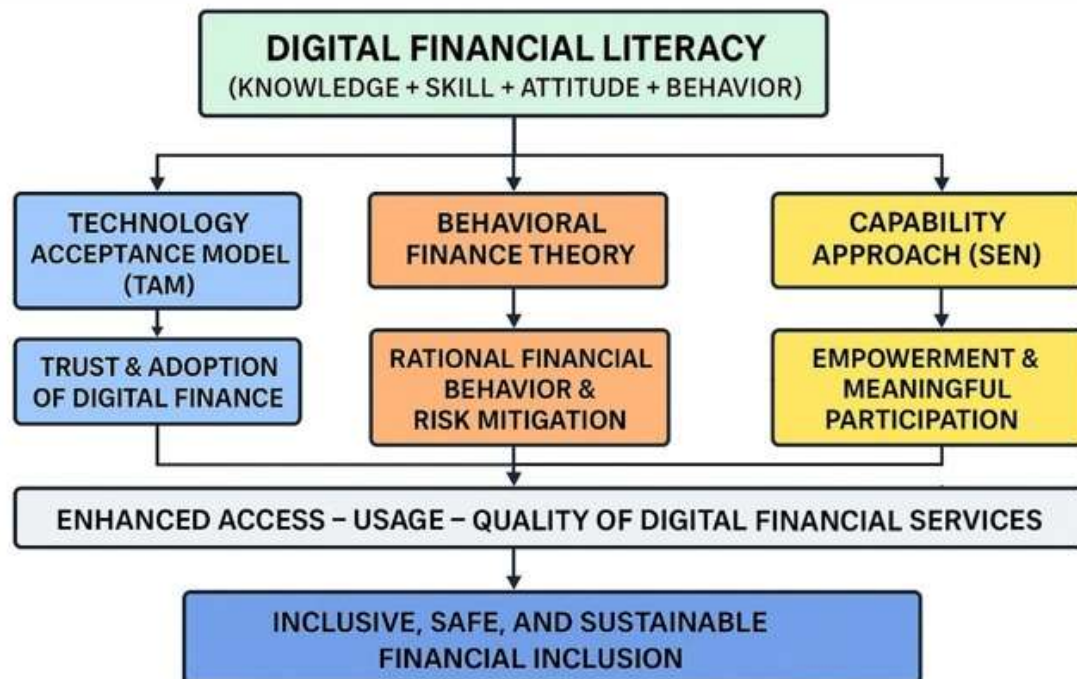 DIGITAL FINANCIAL LITERACY
(KNOWLEDGE + SKILL + ATTITUDE + BEHAVIOR)
TECHNOLOGY
ACCEPTANCE MODEL
(TAM)
BEHAVIORAL
FINANCE THEORY
CAPABILITY
APPROACH (SEN)
TRUST & ADOPTION
OF DIGITAL FINANCE
RATIONAL FINANCIAL
BEHAVIOR &
RISK MITIGATION
EMPOWERMENT &
MEANINGFUL
PARTICIPATION
ENHANCED ACCESS – USAGE – QUALITY OF DIGITAL FINANCIAL SERVICES
INCLUSIVE, SAFE, AND SUSTAINABLE
FINANCIAL INCLUSION